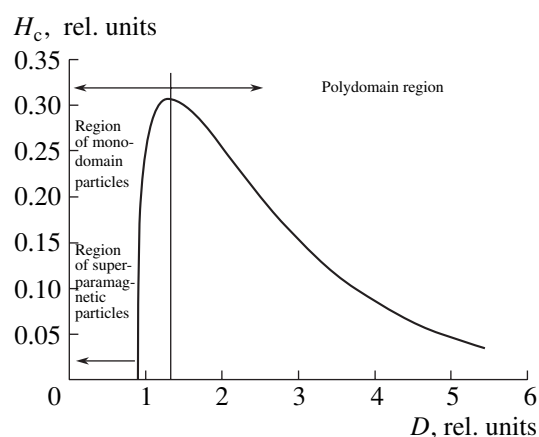 H_c, rel. units
0.35
0.30
0.25
0.20
0.15
0.10
0.05
0
Polydomain region
Region
of mono-
domain
particles
Region
of super-
paramag-
netic
particles
1
2
3
4
5
6
D, rel. units